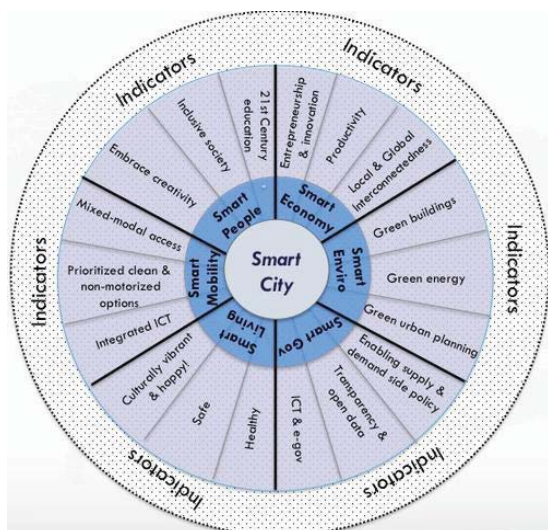 Smart
City
Smart
Economy
Smart
Enviro
Smart Gov
Smart
Living
Smart
Mobility
Smart
People
Entrepreneurship
& innovation
Productivity
Local & Global
Interconnectedness
Green buildings
Green energy
Green urban planning
Enabling supply &
demand side policy
Transparency &
open data
ICT & e-gov
Healthy
Safe
Culturally vibrant
& happy!
Integrated ICT
Prioritized clean &
non-motorized
options
Mixed-modal access
Embrace creativity
Inclusive society
21st Century
education
Indicators
Indicators
Indicators
Indicators
Indicators
Indicators